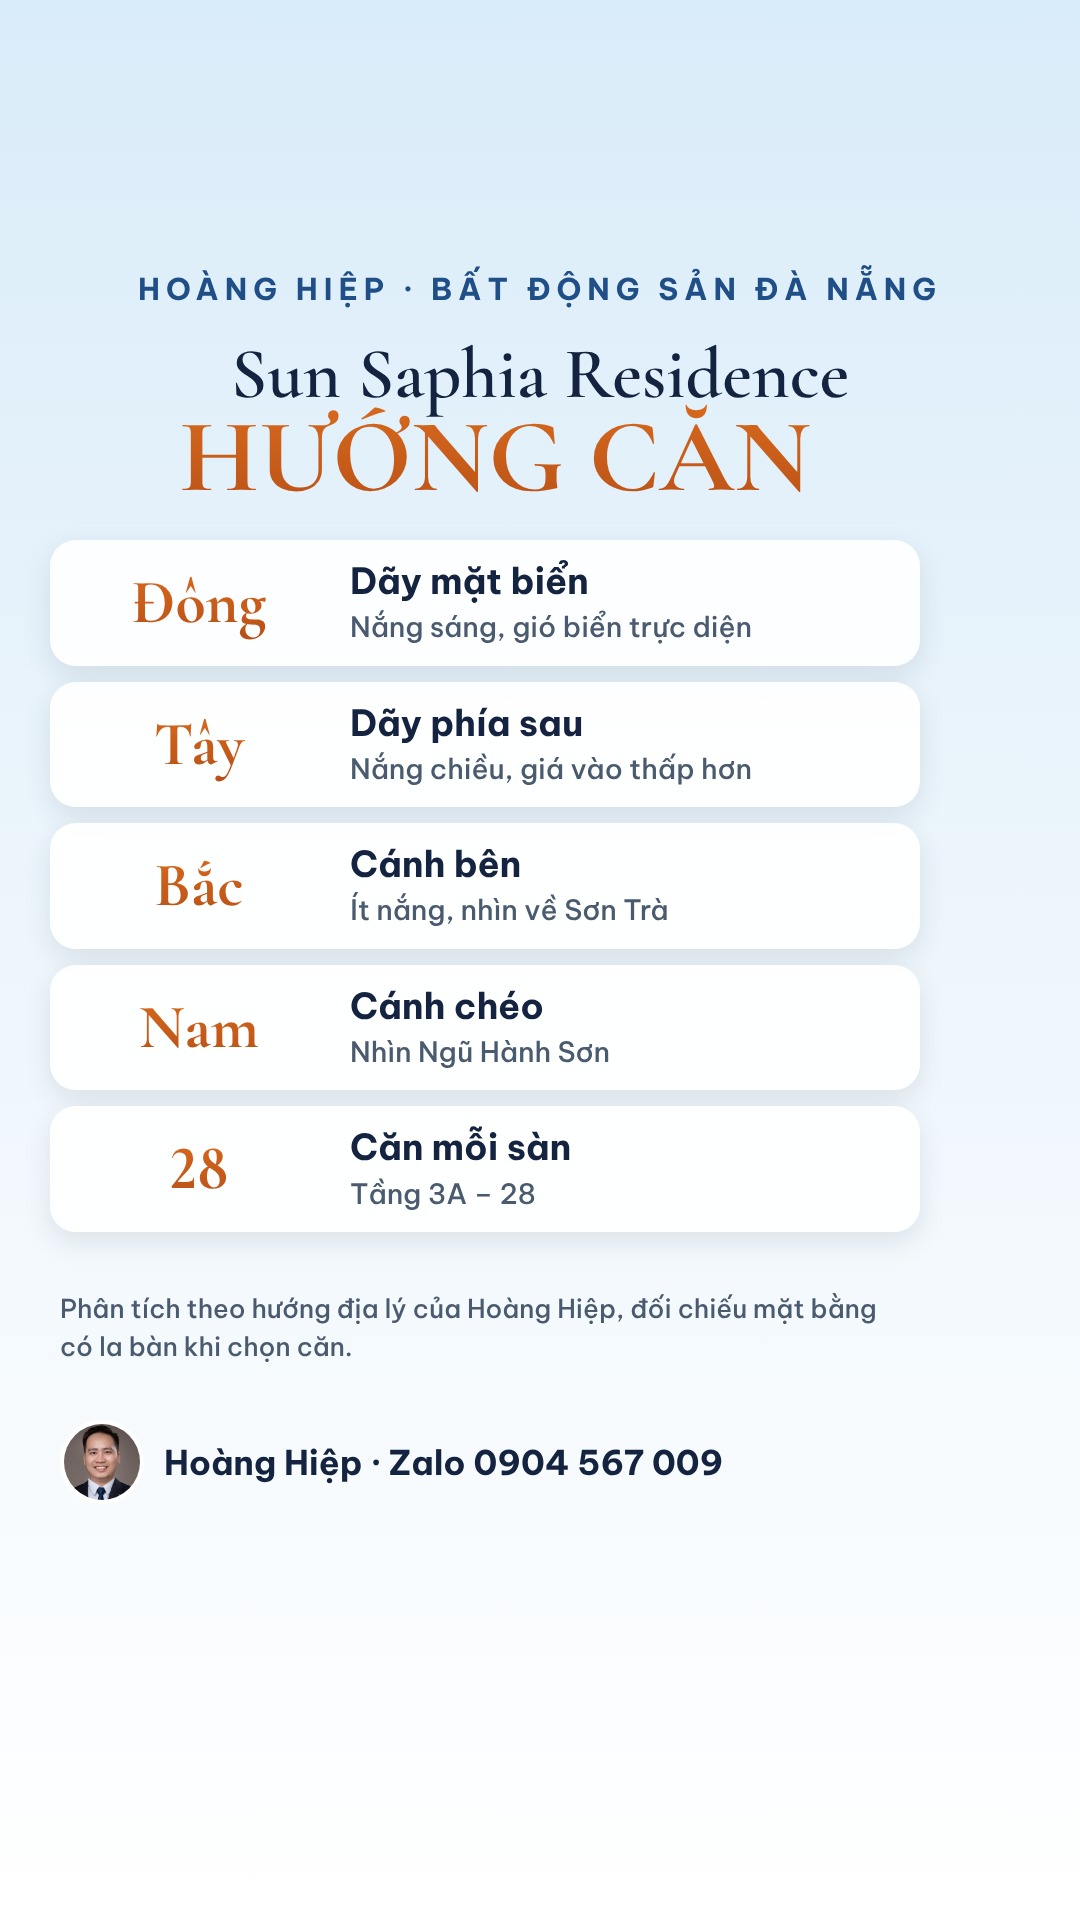 HOÀNG HIỆP · BẤT ĐỘNG SẢN ĐÀ NẴNG
Sun Saphia Residence
HƯỚNG CĂN
Đông
Dãy mặt biển
Nắng sáng, gió biển trực diện
Tây
Dãy phía sau
Nắng chiều, giá vào thấp hơn
Bắc
Cánh bên
Ít nắng, nhìn về Sơn Trà
Nam
Cánh chéo
Nhìn Ngũ Hành Sơn
28
Căn mỗi sàn
Tầng 3A – 28
Phân tích theo hướng địa lý của Hoàng Hiệp, đối chiếu mặt bằng
có la bàn khi chọn căn.
Hoàng Hiệp · Zalo 0904 567 009